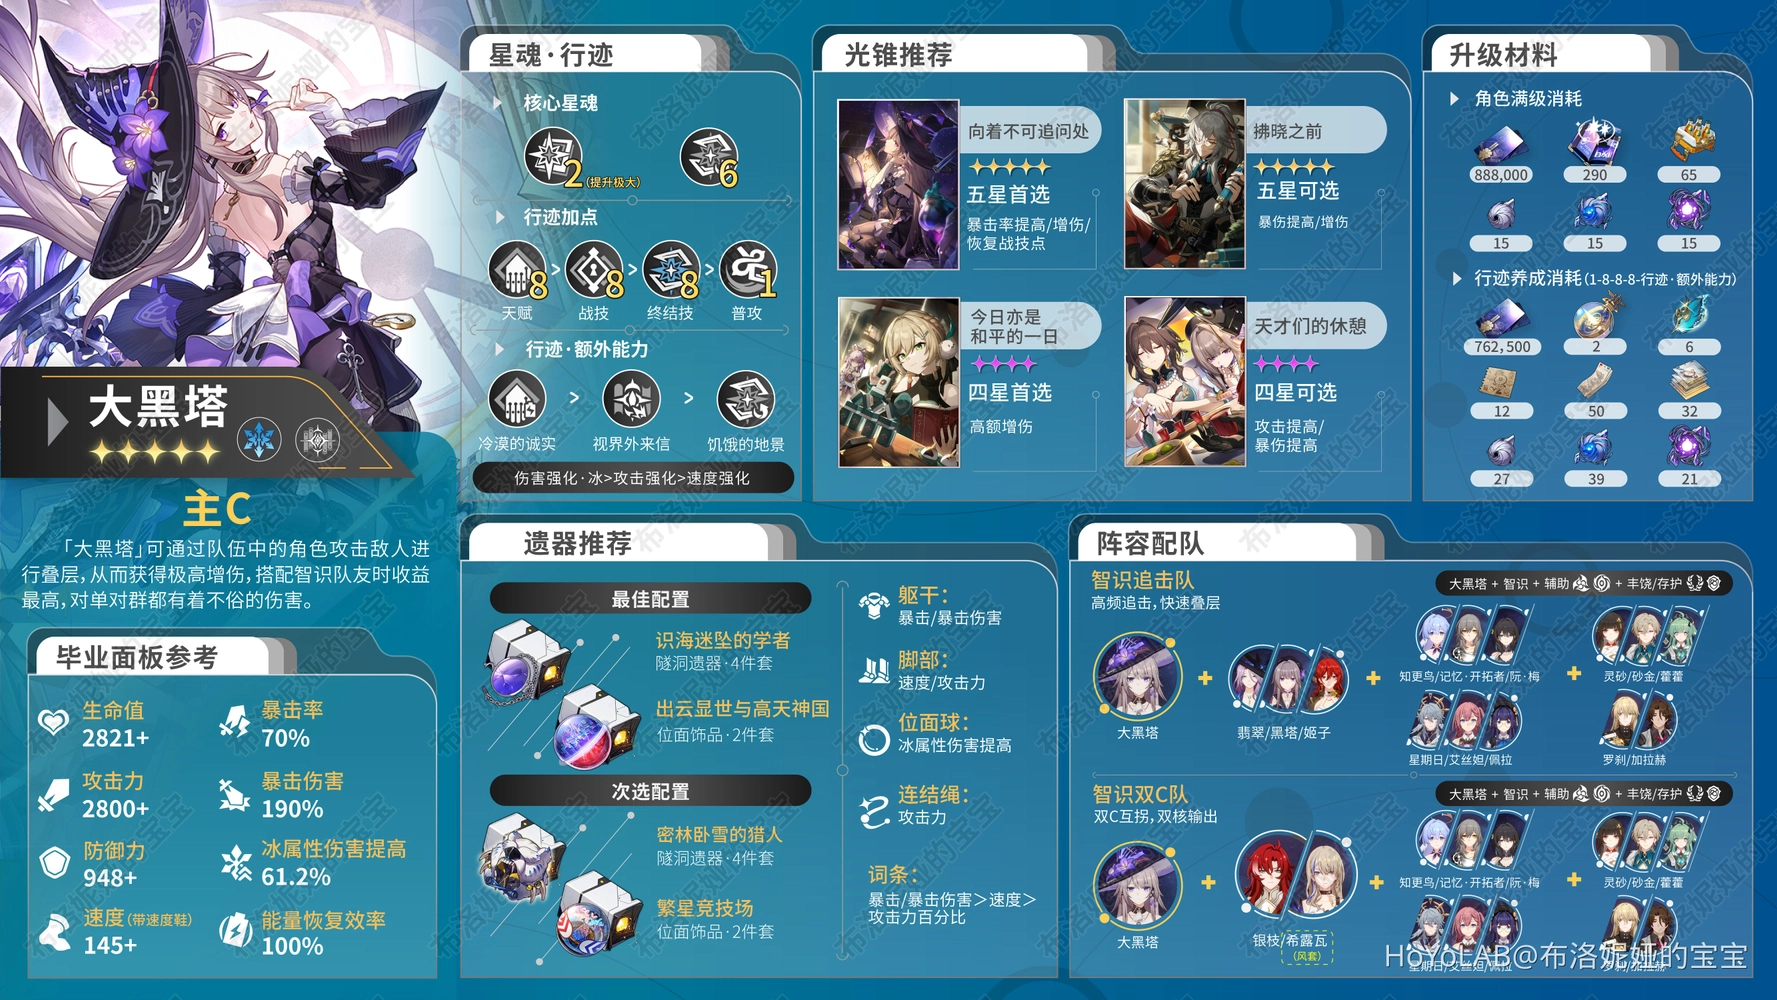 大黑塔
主C
「大黑塔」可通过队伍中的角色攻击敌人进
行叠层,从而获得极高增伤,搭配智识队友时收益
最高,对单对群都有着不俗的伤害。
毕业面板参考
生命值
2821+
暴击率
70%
攻击力
2800+
暴击伤害
190%
防御力
948+
冰属性伤害提高
61.2%
速度(带速度鞋)
145+
能量恢复效率
100%
星魂·行迹
核心星魂
2(提升极大)
6
行迹加点
8 > 8 > 8 > 1
天赋 战技 终结技 普攻
行迹·额外能力
> >
冷漠的诚实 视界外来信 饥饿的地景
伤害强化·冰>攻击强化>速度强化
光锥推荐
向着不可追问处
五星首选
暴击率提高/增伤/
恢复战技点
拂晓之前
五星可选
暴伤提高/增伤
今日亦是
和平的一日
四星首选
高额增伤
天才们的休憩
四星可选
攻击提高/
暴伤提高
升级材料
角色满级消耗
888,000 290 65
15 15 15
行迹养成消耗(1-8-8-8-行迹·额外能力)
762,500 2 6
12 50 32
27 39 21
遗器推荐
最佳配置
识海迷坠的学者
隧洞遗器·4件套
出云显世与高天神国
位面饰品·2件套
次选配置
密林卧雪的猎人
隧洞遗器·4件套
繁星竞技场
位面饰品·2件套
躯干:
暴击/暴击伤害
脚部:
速度/攻击力
位面球:
冰属性伤害提高
连结绳:
攻击力
词条:
暴击/暴击伤害>速度>
攻击力百分比
阵容配队
智识追击队
高频追击,快速叠层
大黑塔 + 智识 + 辅助 + 丰饶/存护
大黑塔
+
翡翠/黑塔/姬子
+
知更鸟/记忆·开拓者/阮·梅
星期日/艾丝妲/佩拉
+
灵砂/砂金/藿藿
罗刹/加拉赫
智识双C队
双C互拐,双核输出
大黑塔 + 智识 + 辅助 + 丰饶/存护
大黑塔
+
银枝/希露瓦
(风套)
+
知更鸟/记忆·开拓者/阮·梅
星期日/艾丝妲/佩拉
+
灵砂/砂金/藿藿
罗刹/加拉赫
HoYoLAB@布洛妮娅的宝宝
布洛妮娅的宝宝